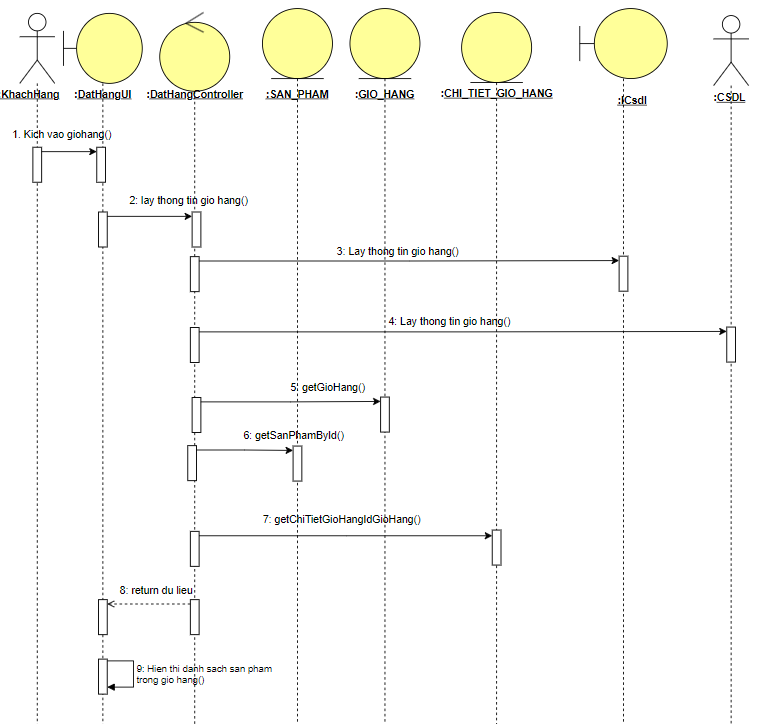 :KhachHang
:DatHangUI
:DatHangController
:SAN_PHAM
:GIO_HANG
:CHI_TIET_GIO_HANG
:ICsdl
:CSDL
1. Kich vao giohang()
2: lay thong tin gio hang()
3: Lay thong tin gio hang()
4: Lay thong tin gio hang()
5: getGioHang()
6: getSanPhamById()
7: getChiTietGioHangIdGioHang()
8: return du lieu
9: Hien thi danh sach san pham
trong gio hang()